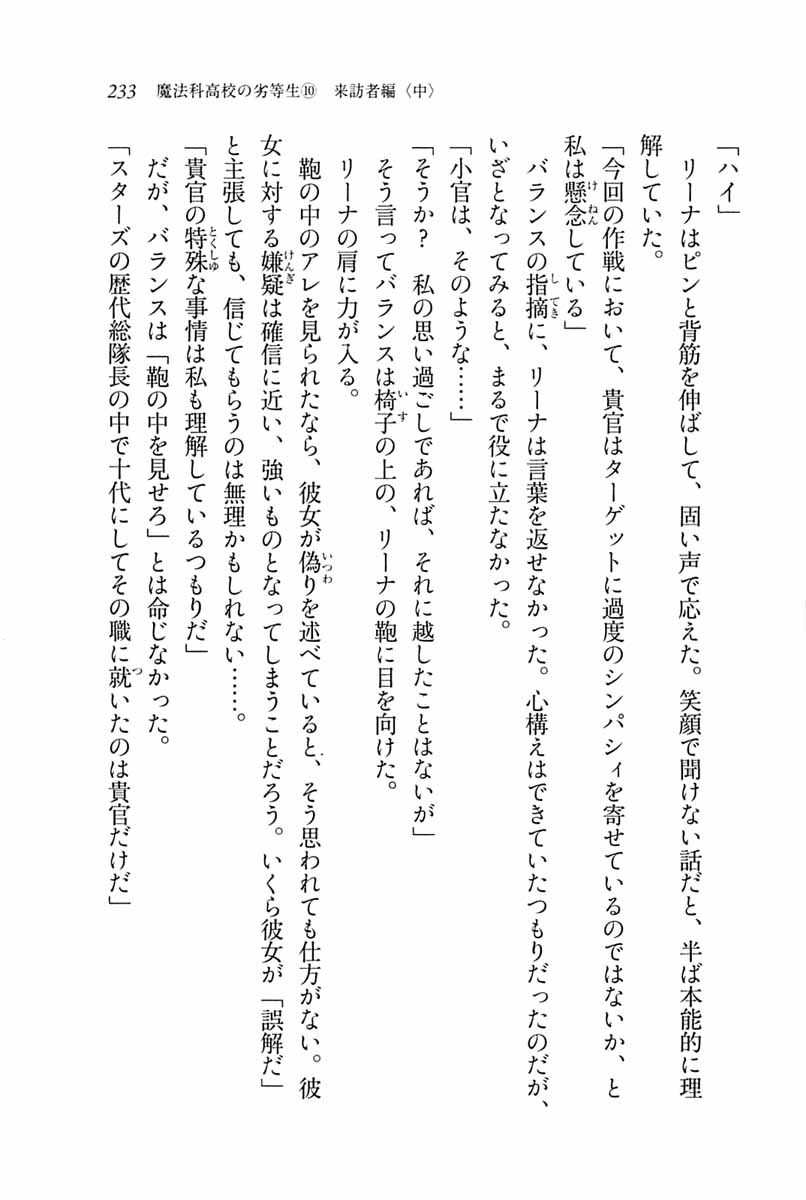 233　魔法科高校の劣等生⑩　来訪者編〈中〉
「ハイ」
　リーナはピンと背筋を伸ばして、固い声で応えた。笑顔で聞けない話だと、半ば本能的に理
解していた。
「今回の作戦において、貴官はターゲットに過度のシンパシィを寄せているのではないか、と
私は懸念している」
　バランスの指摘に、リーナは言葉を返せなかった。心構えはできていたつもりだったのだが、
いざとなってみると、まるで役に立たなかった。
「小官は、そのような……」
「そうか？　私の思い過ごしであれば、それに越したことはないが」
　そう言ってバランスは椅子の上の、リーナの鞄に目を向けた。
　リーナの肩に力が入る。
　鞄の中のアレを見られたなら、彼女が偽りを述べていると、そう思われても仕方がない。彼
女に対する嫌疑は確信に近い、強いものとなってしまうことだろう。いくら彼女が「誤解だ」
と主張しても、信じてもらうのは無理かもしれない……。
「貴官の特殊な事情は私も理解しているつもりだ」
　だが、バランスは「鞄の中を見せろ」とは命じなかった。
「スターズの歴代総隊長の中で十代にしてその職に就いたのは貴官だけだ」